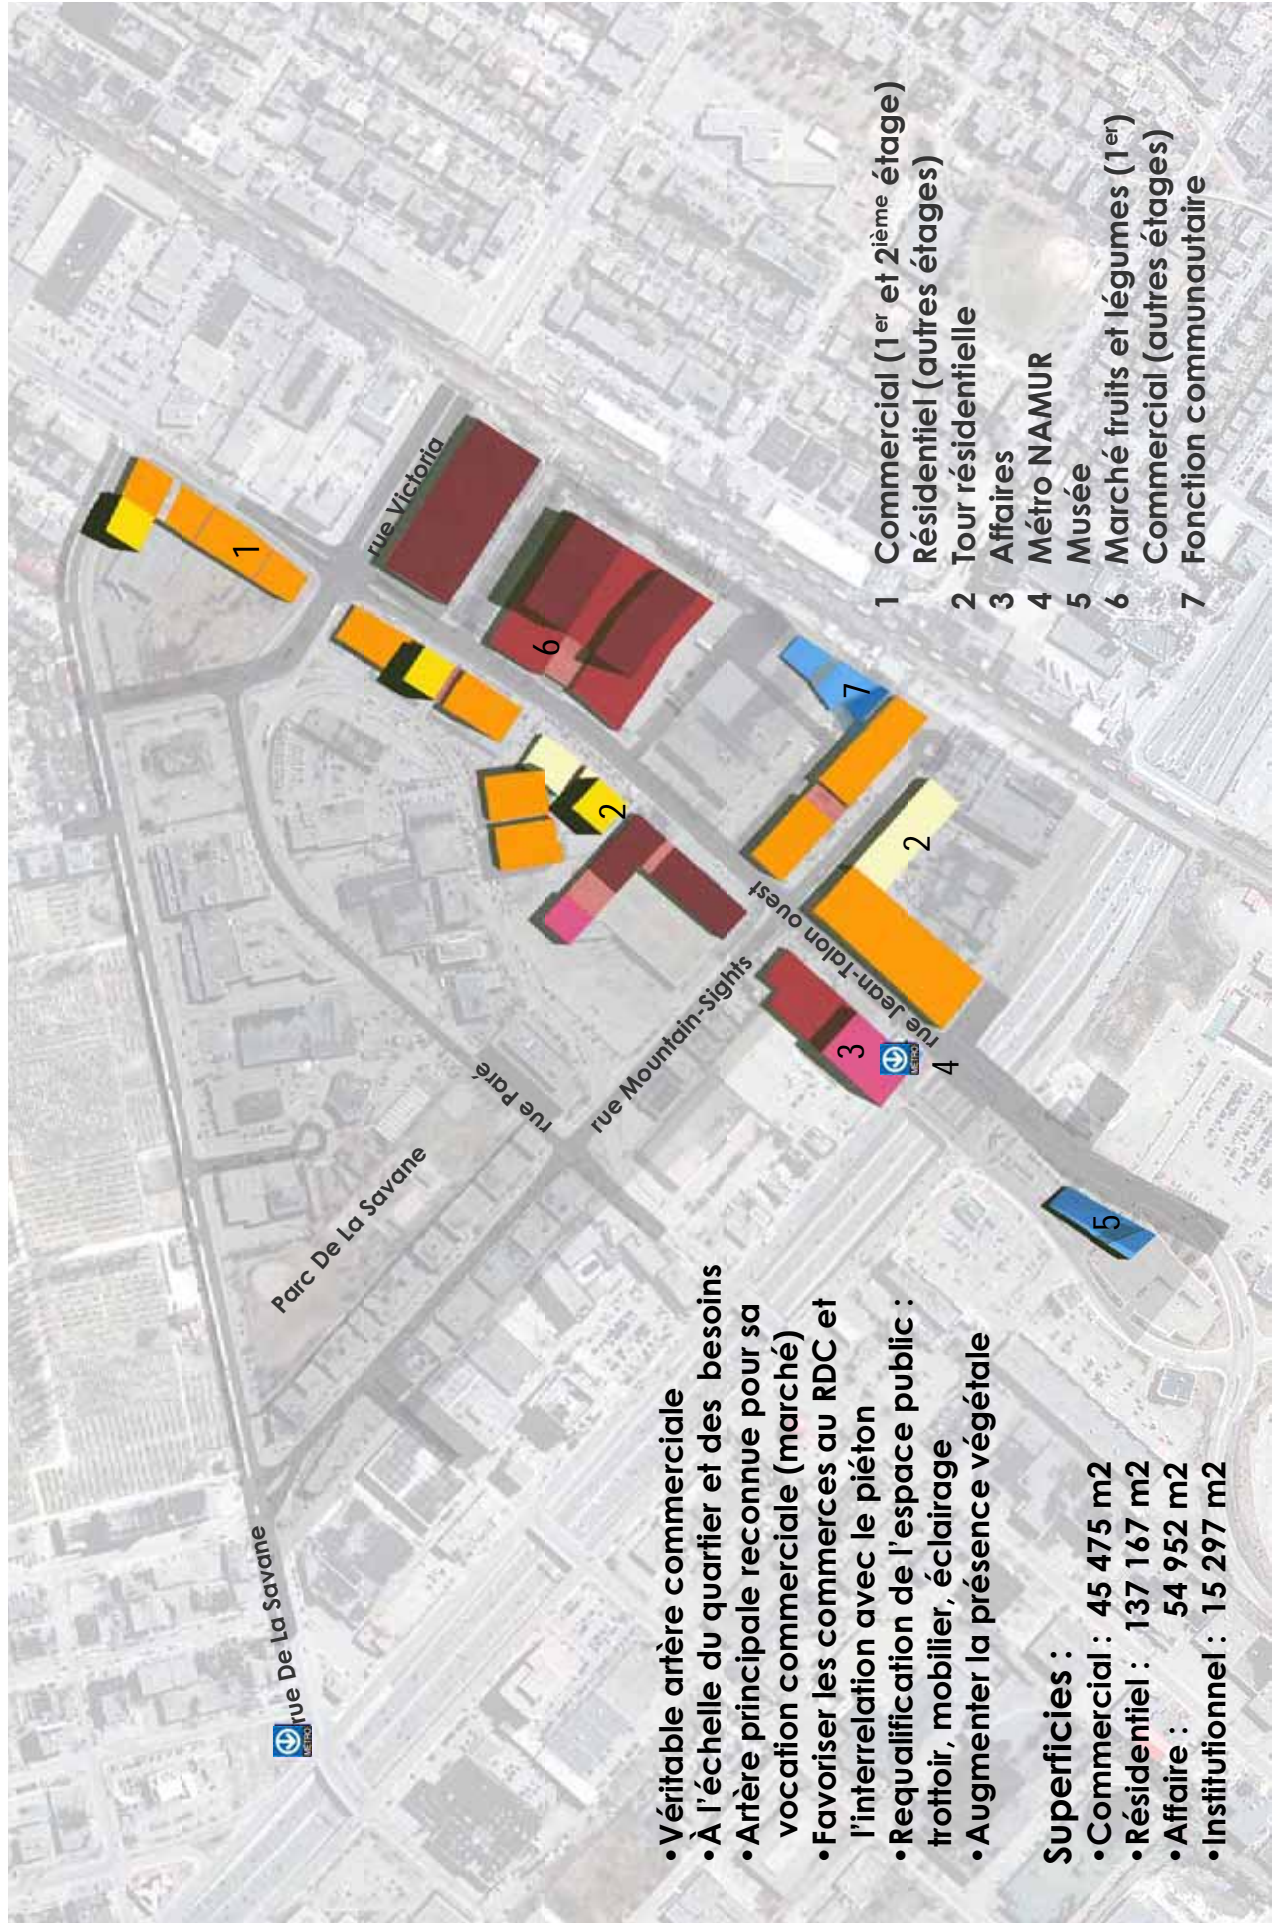 rue De La Savane
METRO
Parc De La Savane
rue Paré
rue Mountain-Sights
rue Jean-Talon ouest
rue Victoria
1
2
6
7
2
3
METRO
4
5
•Véritable artère commerciale
•À l'échelle du quartier et des besoins
•Artère principale reconnue pour sa
vocation commerciale (marché)
•Favoriser les commerces au RDC et
l'interrelation avec le piéton
•Requalification de l'espace public :
trottoir, mobilier, éclairage
•Augmenter la présence végétale
Superficies :
•Commercial : 45 475 m2
•Résidentiel : 137 167 m2
•Affaire : 54 952 m2
•Institutionnel : 15 297 m2
1 Commercial (1er et 2ième étage)
Résidentiel (autres étages)
2 Tour résidentielle
3 Affaires
4 Métro NAMUR
5 Musée
6 Marché fruits et légumes (1er)
Commercial (autres étages)
7 Fonction communautaire